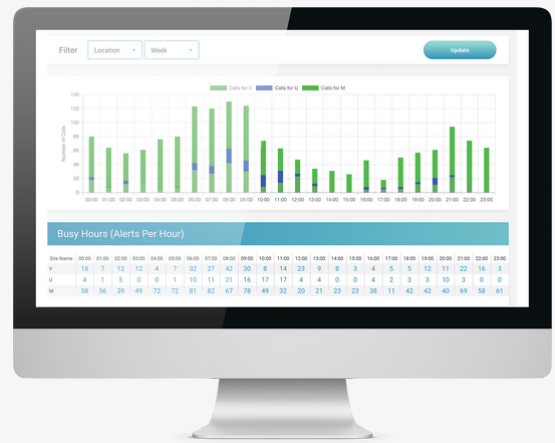 Filter Location Week Update
Calls for V Calls for U Calls for M
Number of Calls
120
100
80
60
40
20
0
00:00 01:00 02:00 03:00 04:00 05:00 06:00 07:00 08:00 09:00 10:00 11:00 12:00 13:00 14:00 15:00 16:00 17:00 18:00 19:00 20:00 21:00 22:00 23:00
Busy Hours (Alerts Per Hour)
Site Name 00:00 01:00 02:00 03:00 04:00 05:00 06:00 07:00 08:00 09:00 10:00 11:00 12:00 13:00 14:00 15:00 16:00 17:00 18:00 19:00 20:00 21:00 22:00 23:00
V 18 7 12 12 4 7 32 27 42 30 8 14 23 9 8 3 4 5 5 12 11 22 16 3
U 4 1 5 0 0 1 10 11 21 16 17 17 4 4 0 0 4 2 3 3 10 3 0 0
M 58 56 39 49 72 72 81 82 67 78 49 32 20 21 23 23 38 11 42 42 40 69 58 61